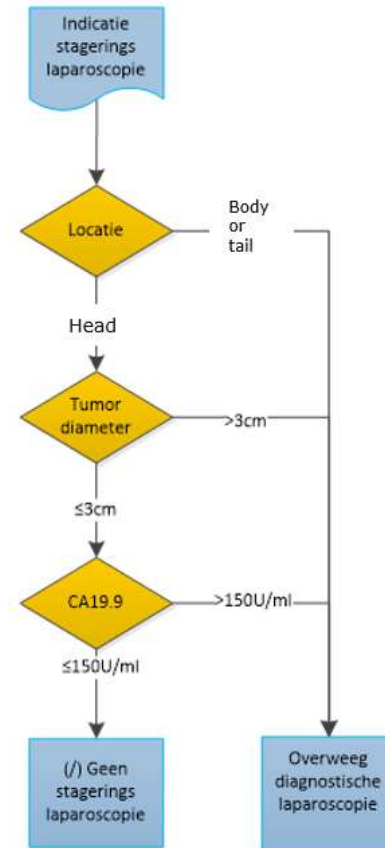 Indicatie
stagerings
laparoscopie
Locatie
Body
or
tail
Head
Tumor
diameter
>3cm
≤3cm
CA19.9
>150U/ml
≤150U/ml
(/) Geen
stagerings
laparoscopie
Overweeg
diagnostische
laparoscopie